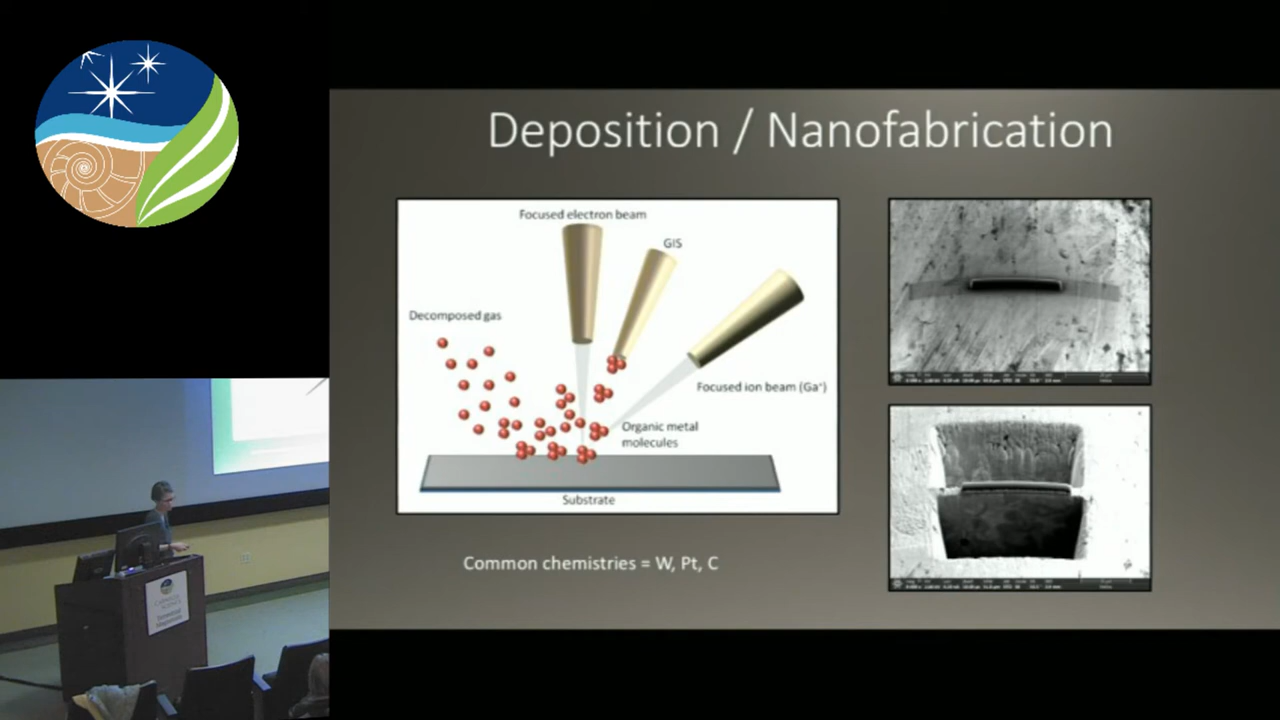 Deposition / Nanofabrication
Focused electron beam
GIS
Decomposed gas
Focused ion beam (Ga⁺)
Organic metal
molecules
Substrate
Common chemistries = W, Pt, C